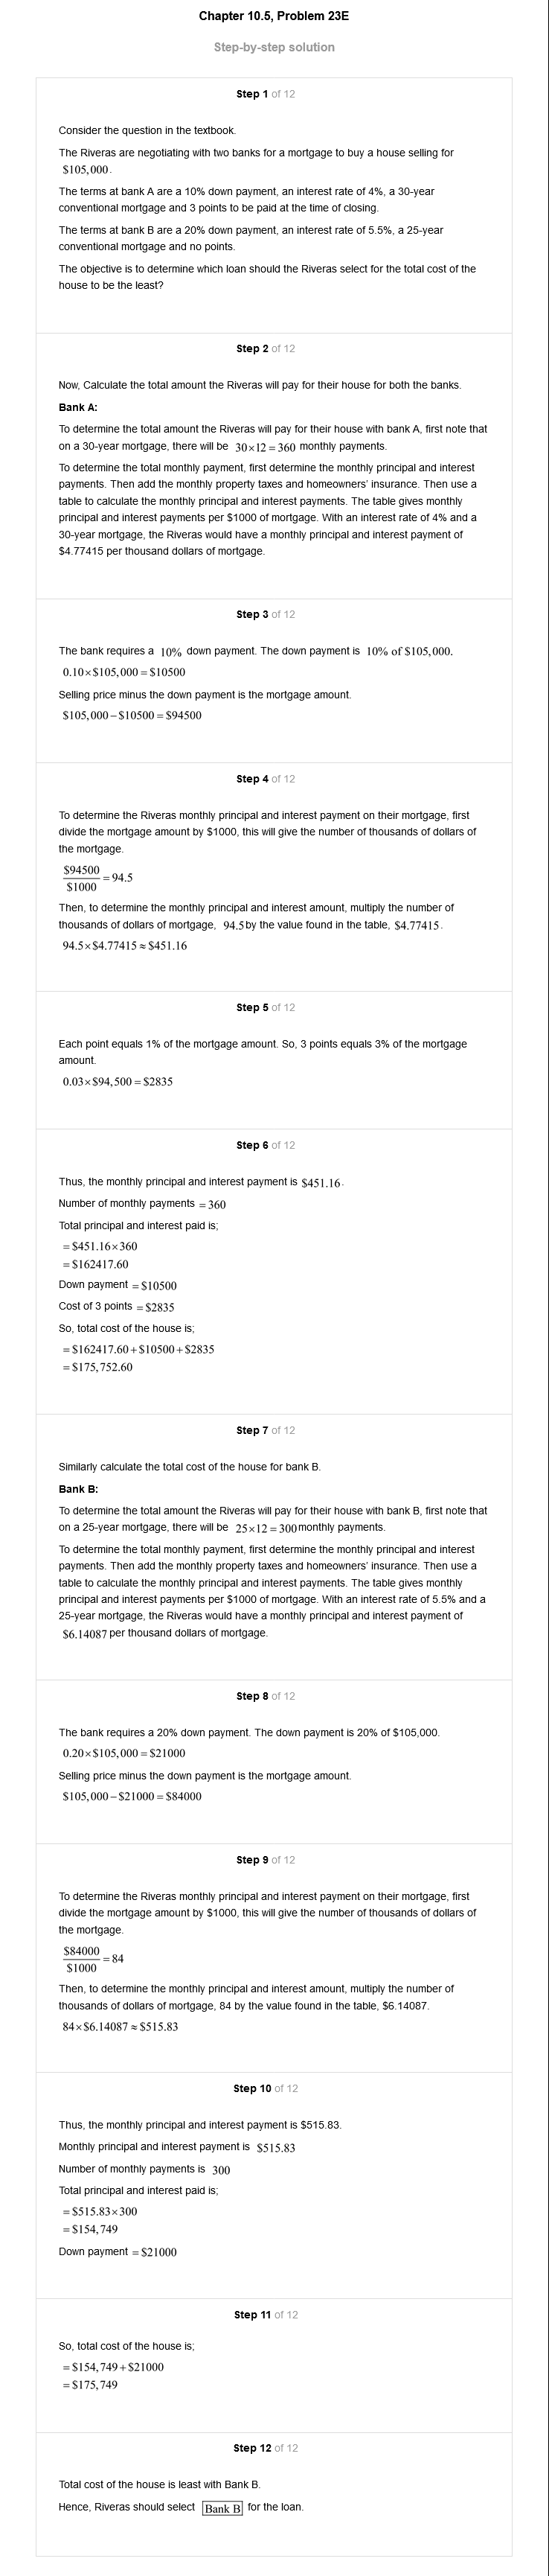 Chapter 10.5, Problem 23E
Step-by-step solution
Step 1 of 12
Consider the question in the textbook.
The Riveras are negotiating with two banks for a mortgage to buy a house selling for
$105,000.
The terms at bank A are a 10% down payment, an interest rate of 4%, a 30-year
conventional mortgage and 3 points to be paid at the time of closing.
The terms at bank B are a 20% down payment, an interest rate of 5.5%, a 25-year
conventional mortgage and no points.
The objective is to determine which loan should the Riveras select for the total cost of the
house to be the least?
Step 2 of 12
Now, Calculate the total amount the Riveras will pay for their house for both the banks.
Bank A:
To determine the total amount the Riveras will pay for their house with bank A, first note that
on a 30-year mortgage, there will be 30×12=360 monthly payments.
To determine the total monthly payment, first determine the monthly principal and interest
payments. Then add the monthly property taxes and homeowners' insurance. Then use a
table to calculate the monthly principal and interest payments. The table gives monthly
principal and interest payments per $1000 of mortgage. With an interest rate of 4% and a
30-year mortgage, the Riveras would have a monthly principal and interest payment of
$4.77415 per thousand dollars of mortgage.
Step 3 of 12
The bank requires a 10% down payment. The down payment is 10% of $105,000.
0.10×$105,000=$10500
Selling price minus the down payment is the mortgage amount.
$105,000−$10500=$94500
Step 4 of 12
To determine the Riveras monthly principal and interest payment on their mortgage, first
divide the mortgage amount by $1000, this will give the number of thousands of dollars of
the mortgage.
$94500
$1000 =94.5
Then, to determine the monthly principal and interest amount, multiply the number of
thousands of dollars of mortgage, 94.5 by the value found in the table, $4.77415.
94.5×$4.77415≈$451.16
Step 5 of 12
Each point equals 1% of the mortgage amount. So, 3 points equals 3% of the mortgage
amount.
0.03×$94,500=$2835
Step 6 of 12
Thus, the monthly principal and interest payment is $451.16.
Number of monthly payments =360
Total principal and interest paid is;
=$451.16×360
=$162417.60
Down payment =$10500
Cost of 3 points =$2835
So, total cost of the house is;
=$162417.60+$10500+$2835
=$175,752.60
Step 7 of 12
Similarly calculate the total cost of the house for bank B.
Bank B:
To determine the total amount the Riveras will pay for their house with bank B, first note that
on a 25-year mortgage, there will be 25×12=300 monthly payments.
To determine the total monthly payment, first determine the monthly principal and interest
payments. Then add the monthly property taxes and homeowners' insurance. Then use a
table to calculate the monthly principal and interest payments. The table gives monthly
principal and interest payments per $1000 of mortgage. With an interest rate of 5.5% and a
25-year mortgage, the Riveras would have a monthly principal and interest payment of
$6.14087 per thousand dollars of mortgage.
Step 8 of 12
The bank requires a 20% down payment. The down payment is 20% of $105,000.
0.20×$105,000=$21000
Selling price minus the down payment is the mortgage amount.
$105,000−$21000=$84000
Step 9 of 12
To determine the Riveras monthly principal and interest payment on their mortgage, first
divide the mortgage amount by $1000, this will give the number of thousands of dollars of
the mortgage.
$84000
$1000 =84
Then, to determine the monthly principal and interest amount, multiply the number of
thousands of dollars of mortgage, 84 by the value found in the table, $6.14087.
84×$6.14087≈$515.83
Step 10 of 12
Thus, the monthly principal and interest payment is $515.83.
Monthly principal and interest payment is $515.83
Number of monthly payments is 300
Total principal and interest paid is;
=$515.83×300
=$154,749
Down payment =$21000
Step 11 of 12
So, total cost of the house is;
=$154,749+$21000
=$175,749
Step 12 of 12
Total cost of the house is least with Bank B.
Hence, Riveras should select Bank B for the loan.